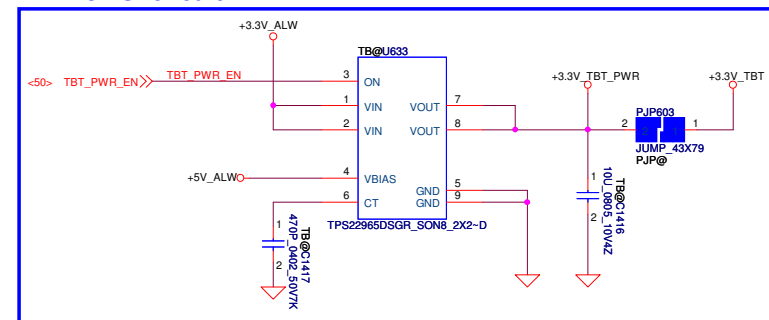 +3.3V_ALW
TB@U633
<50> TBT_PWR_EN
TBT_PWR_EN
3 ON
+3.3V_TBT_PWR
+3.3V_TBT
1 VIN
VOUT 7
2 VIN
VOUT 8
PJP603
2
1
JUMP_43X79
PJP@
+5V_ALW
4 VBIAS
6 CT
GND 5
GND 9
TPS22965DSGR_SON8_2X2~D
1
2
TB@C1417
470P_0402_50V7K
1
2
TB@C1416
10U_0805_10V4Z